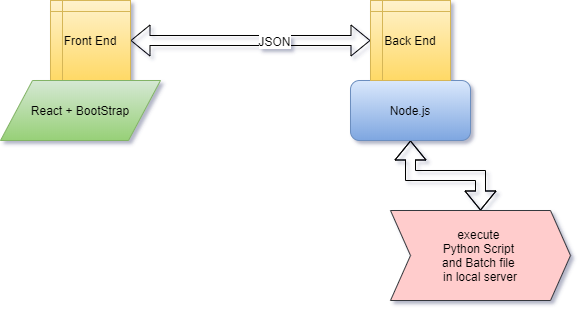 Front End
JSON
Back End
React + BootStrap
Node.js
execute
Python Script
and Batch file
in local server